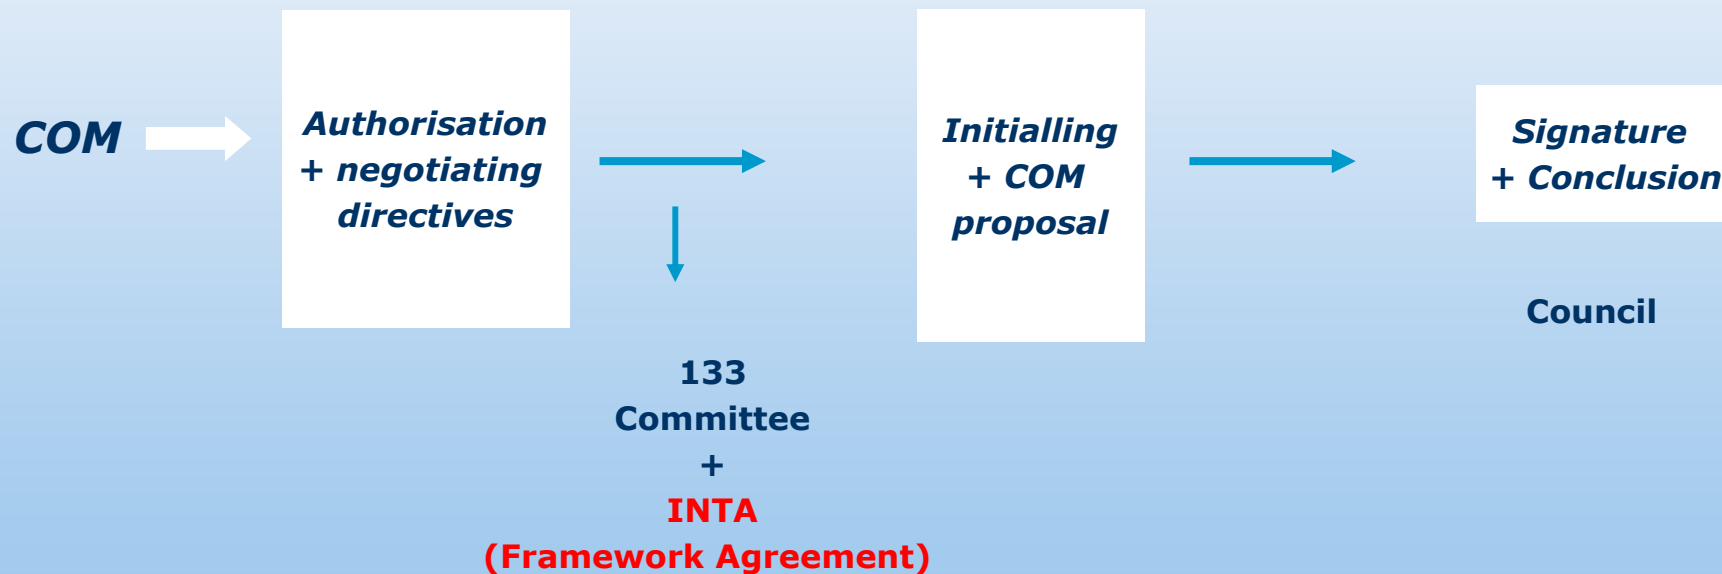 COM
Authorisation
+ negotiating
directives
Initialling
+ COM
proposal
Signature
+ Conclusion
Council
133
Committee
+
INTA
(Framework Agreement)